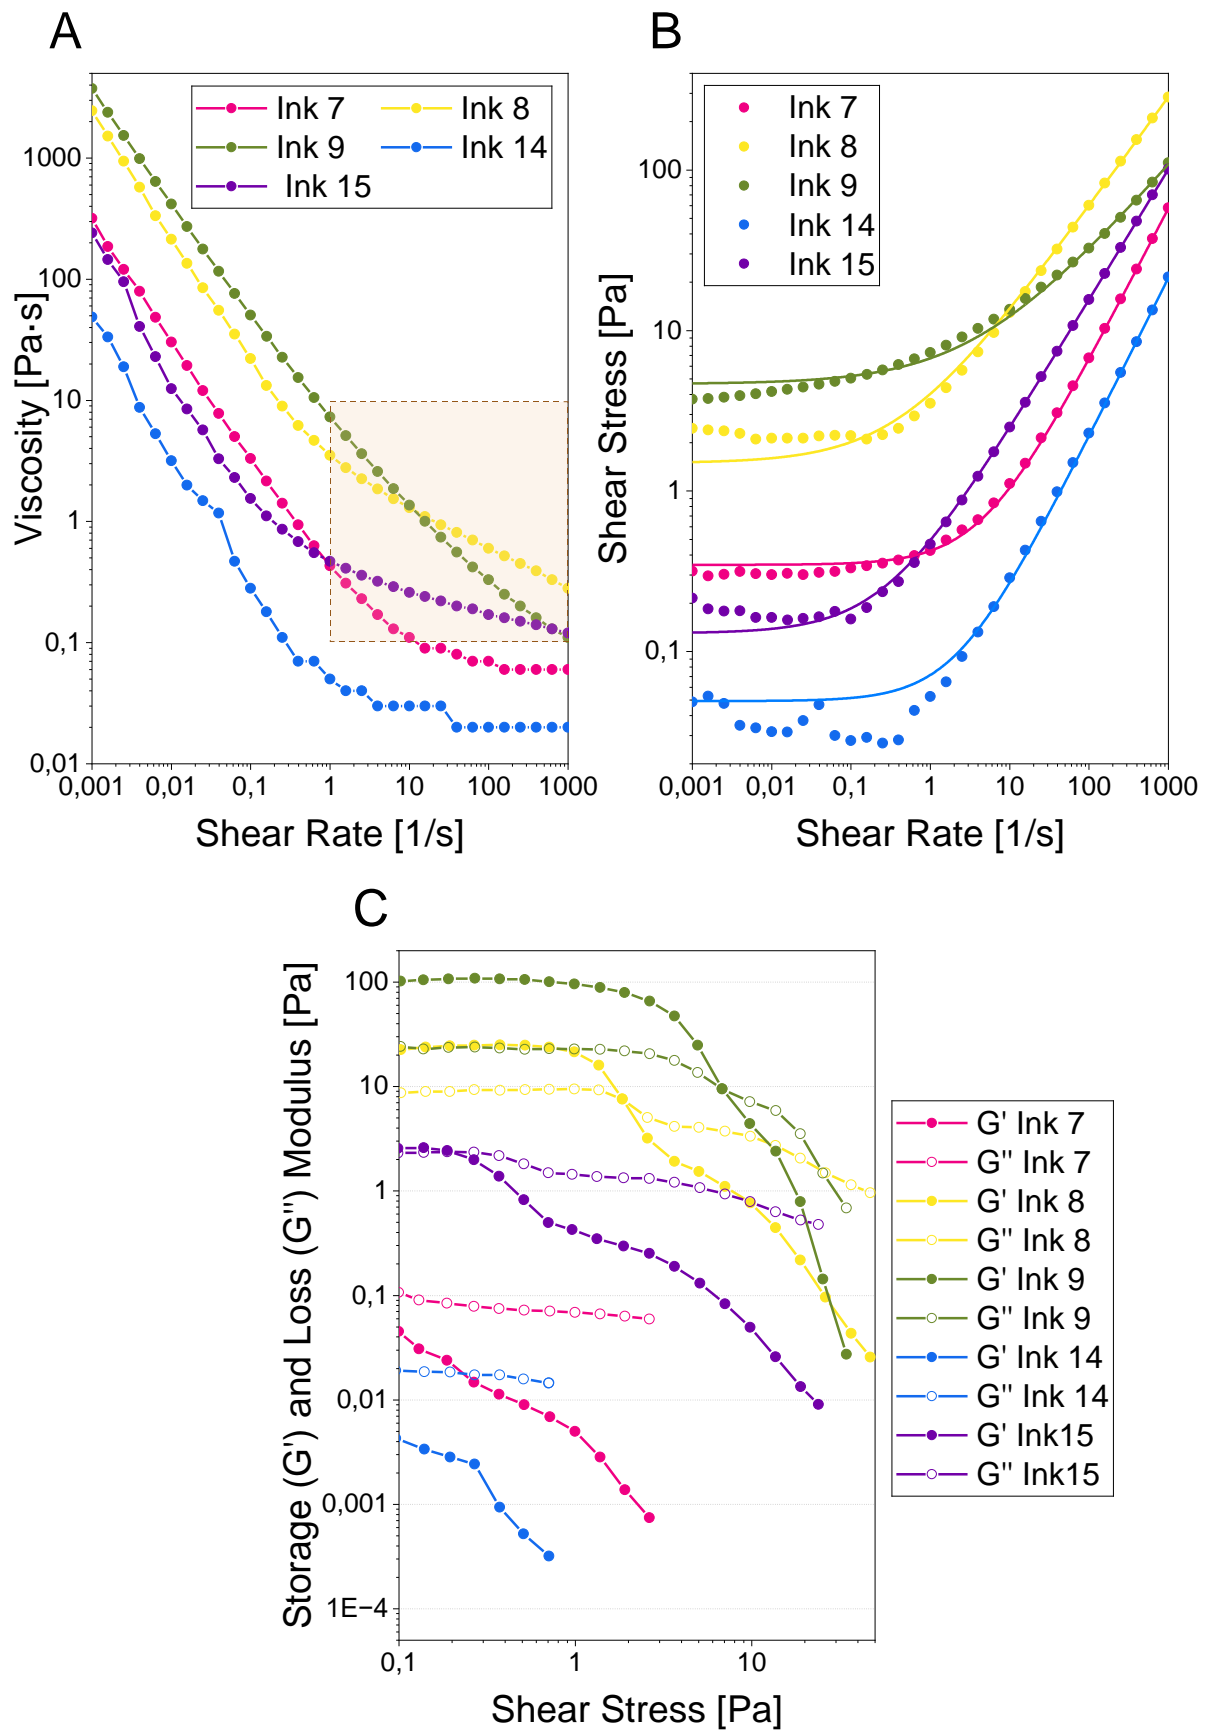 A
Viscosity [Pa·s]
1000
100
10
1
0,1
0,01
Ink 7
Ink 8
Ink 9
Ink 14
Ink 15
0,001 0,01 0,1 1 10 100 1000
Shear Rate [1/s]
B
Shear Stress [Pa]
100
10
1
0,1
Ink 7
Ink 8
Ink 9
Ink 14
Ink 15
0,001 0,01 0,1 1 10 100 1000
Shear Rate [1/s]
C
Storage (G') and Loss (G'') Modulus [Pa]
100
10
1
0,1
0,01
0,001
1E−4
0,1 1 10
Shear Stress [Pa]
G' Ink 7
G'' Ink 7
G' Ink 8
G'' Ink 8
G' Ink 9
G'' Ink 9
G' Ink 14
G'' Ink 14
G' Ink15
G'' Ink15